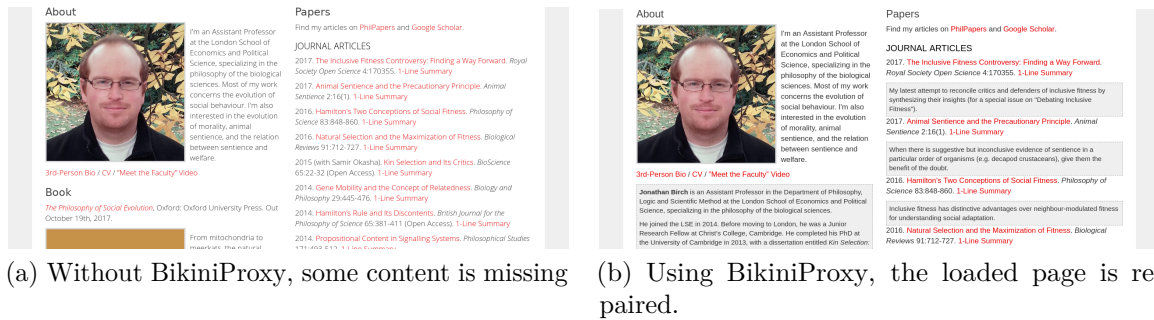 About
I'm an Assistant Professor
at the London School of
Economics and Political
Science, specializing in the
philosophy of the biological
sciences. Most of my work
concerns the evolution of
social behaviour. I'm also
interested in the evolution
of morality, animal
sentience, and the relation
between sentience and
welfare.
3rd-Person Bio / CV / "Meet the Faculty" Video
Book
The Philosophy of Social Evolution, Oxford: Oxford University Press. Out
October 19th, 2017.
From mitochondria to
meerkats, the natural
Papers
Find my articles on PhilPapers and Google Scholar.
JOURNAL ARTICLES
2017. The Inclusive Fitness Controversy: Finding a Way Forward. Royal
Society Open Science 4:170355. 1-Line Summary
2017. Animal Sentience and the Precautionary Principle. Animal
Sentience 2:16(1). 1-Line Summary
2016. Hamilton's Two Conceptions of Social Fitness. Philosophy of
Science 83:848-860. 1-Line Summary
2016. Natural Selection and the Maximization of Fitness. Biological
Reviews 91:712-727. 1-Line Summary
2015 (with Samir Okasha). Kin Selection and Its Critics. BioScience
65:22-32 (Open Access). 1-Line Summary
2014. Gene Mobility and the Concept of Relatedness. Biology and
Philosophy 29:445-476. 1-Line Summary
2014. Hamilton's Rule and Its Discontents. British Journal for the
Philosophy of Science 65:381-411 (Open Access). 1-Line Summary
2014. Propositional Content in Signalling Systems. Philosophical Studies
171:493-512. 1-Line Summary
(a) Without BikiniProxy, some content is missing
About
I'm an Assistant Professor
at the London School of
Economics and Political
Science, specializing in the
philosophy of the biological
sciences. Most of my work
concerns the evolution of
social behaviour. I'm also
interested in the evolution
of morality, animal
sentience, and the relation
between sentience and
welfare.
3rd-Person Bio / CV / "Meet the Faculty" Video
Jonathan Birch is an Assistant Professor in the Department of Philosophy,
Logic and Scientific Method at the London School of Economics and Political
Science, specializing in the philosophy of the biological sciences.
He joined the LSE in 2014. Before moving to London, he was a Junior
Research Fellow at Christ's College, Cambridge. He completed his PhD at
the University of Cambridge in 2013, with a dissertation entitled Kin Selection:
Papers
Find my articles on PhilPapers and Google Scholar.
JOURNAL ARTICLES
2017. The Inclusive Fitness Controversy: Finding a Way Forward.
Royal Society Open Science 4:170355. 1-Line Summary
My latest attempt to reconcile critics and defenders of inclusive fitness by
synthesizing their insights (for a special issue on "Debating Inclusive
Fitness").
2017. Animal Sentience and the Precautionary Principle. Animal
Sentience 2:16(1). 1-Line Summary
When there is suggestive but inconclusive evidence of sentience in a
particular order of organisms (e.g. decapod crustaceans), give them the
benefit of the doubt.
2016. Hamilton's Two Conceptions of Social Fitness. Philosophy of
Science 83:848-860. 1-Line Summary
Inclusive fitness has distinctive advantages over neighbour-modulated fitness
for understanding social adaptation.
2016. Natural Selection and the Maximization of Fitness. Biological
Reviews 91:712-727. 1-Line Summary
(b) Using BikiniProxy, the loaded page is re
paired.